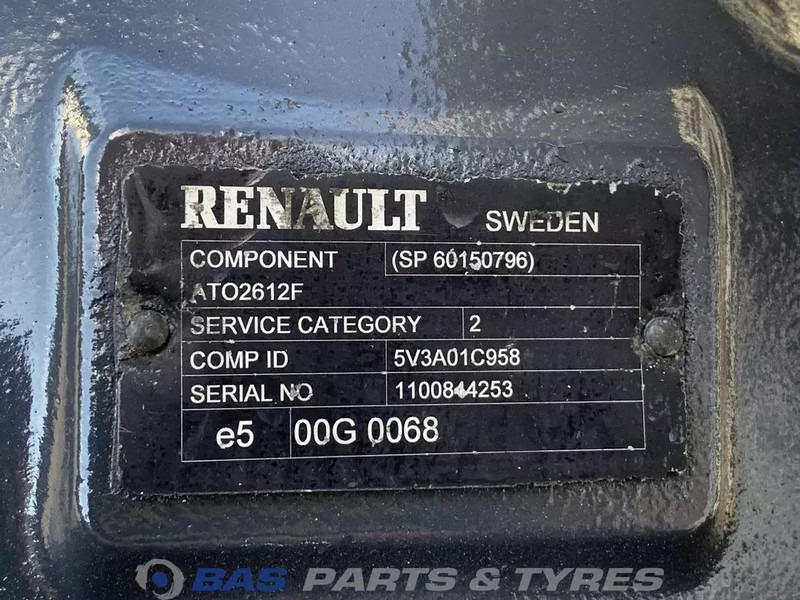 RENAULT SWEDEN
COMPONENT (SP 60150796)
ATO2612F
SERVICE CATEGORY 2
COMP ID 5V3A01C958
SERIAL NO 1100844253
e5 00G 0068
BAS PARTS & TYRES